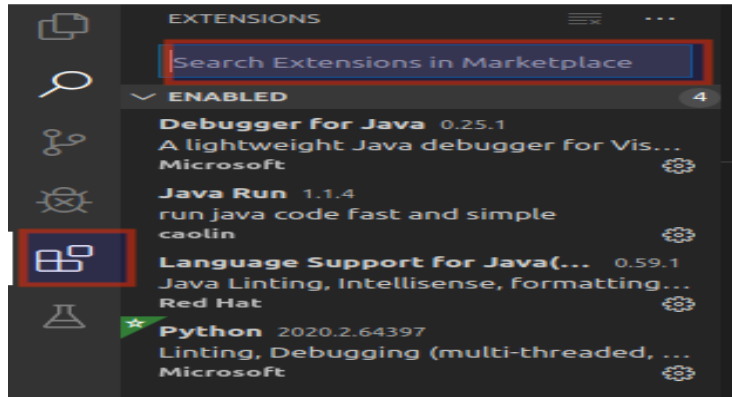 EXTENSIONS
Search Extensions in Marketplace
ENABLED 4
Debugger for Java 0.25.1
A lightweight Java debugger for Vis...
Microsoft
Java Run 1.1.4
run java code fast and simple
caolin
Language Support for Java(... 0.59.1
Java Linting, Intellisense, formatting...
Red Hat
Python 2020.2.64397
Linting, Debugging (multi-threaded, ...
Microsoft